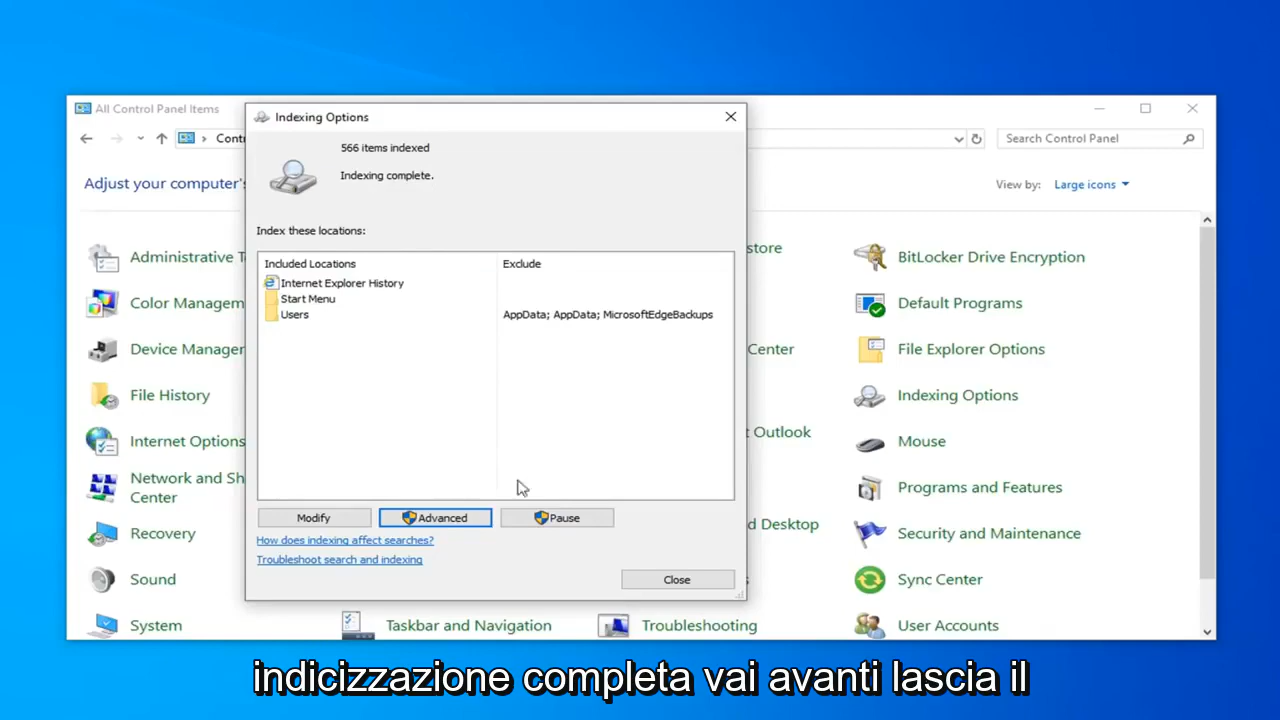 All Control Panel Items
Indexing Options
Contr
Search Control Panel
566 items indexed
Indexing complete.
Adjust your computer's
View by: Large icons
Index these locations:
Included Locations
Exclude
Internet Explorer History
Start Menu
Users
AppData; AppData; MicrosoftEdgeBackups
Modify
Advanced
Pause
How does indexing affect searches?
Troubleshoot search and indexing
Close
Administrative T
Color Managem
Device Manager
File History
Internet Options
Network and Sh
Center
Recovery
Sound
System
Taskbar and Navigation
Troubleshooting
store
Center
t Outlook
d Desktop
BitLocker Drive Encryption
Default Programs
File Explorer Options
Indexing Options
Mouse
Programs and Features
Security and Maintenance
Sync Center
User Accounts
indicizzazione completa vai avanti lascia il